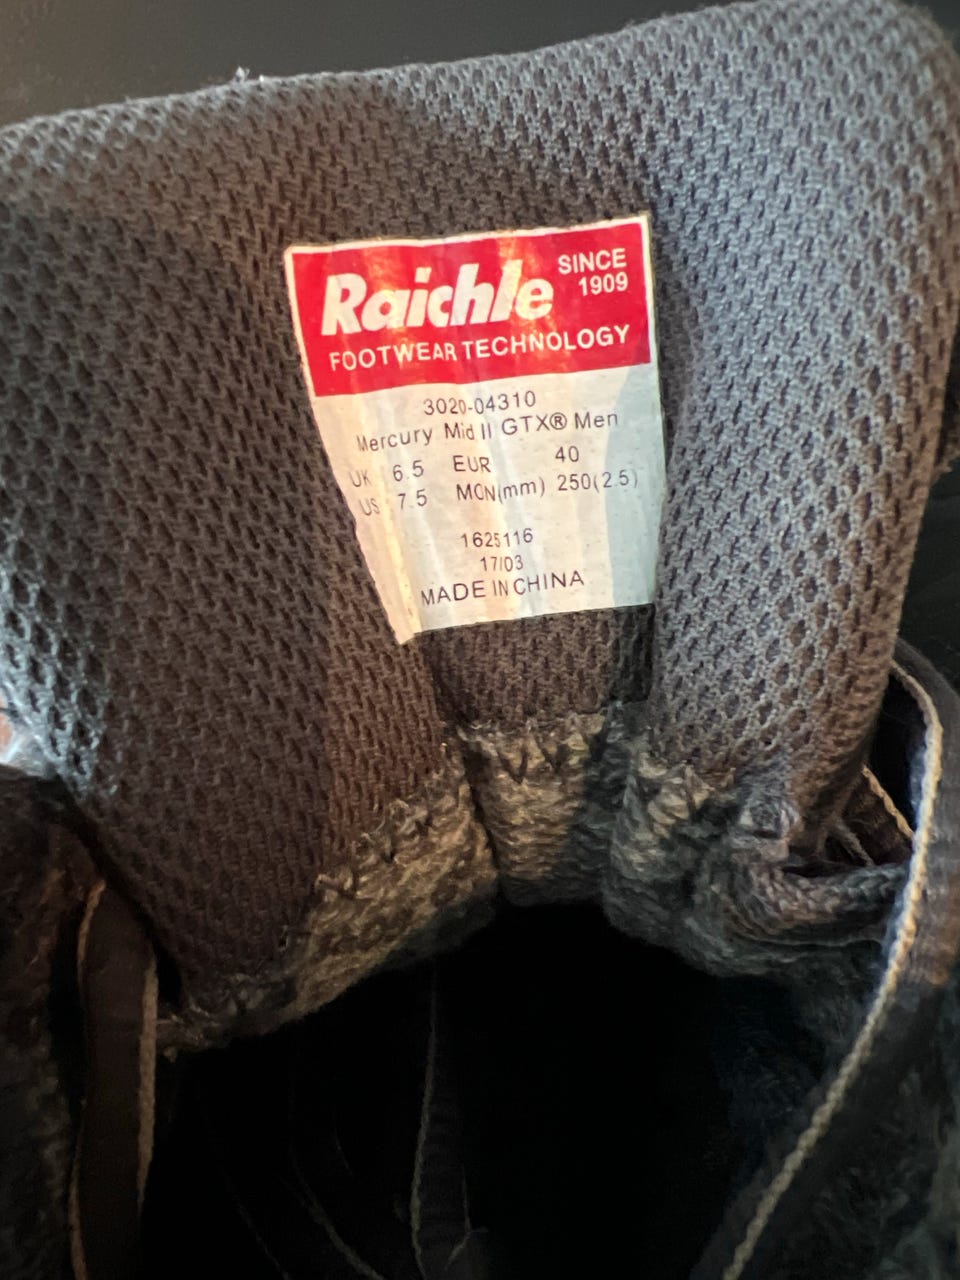 Raichle SINCE 1909
FOOTWEAR TECHNOLOGY
3020-04310
Mercury Mid II GTX® Men
UK 6.5 EUR 40
US 7.5 MON(mm) 250(2.5)
1625116
17/03
MADE IN CHINA